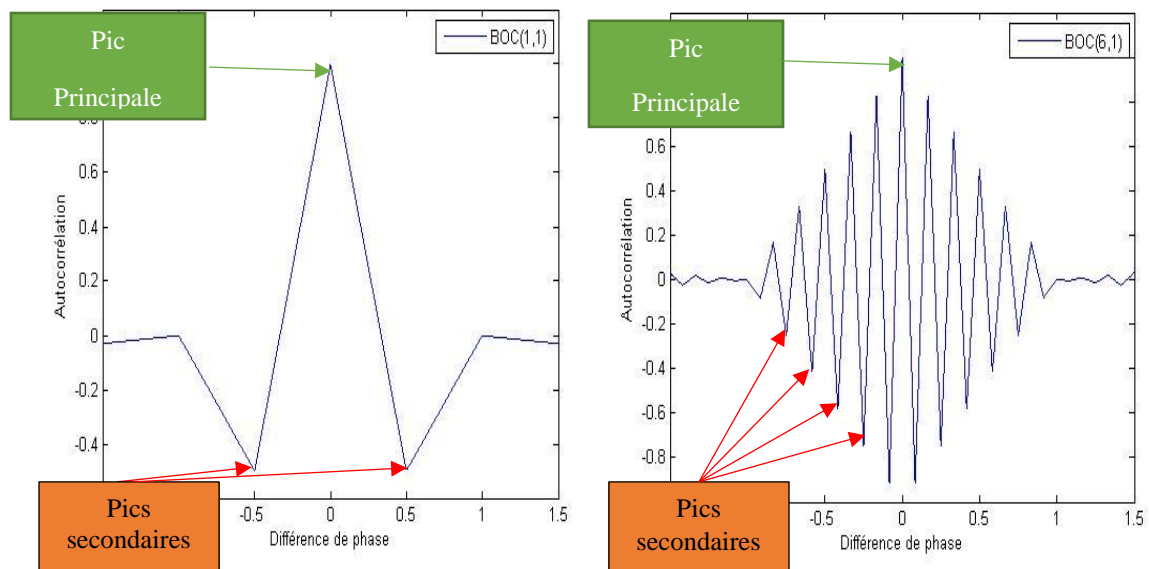 Pic
Principale
BOC(1,1)
0.6
0.4
0.2
0
-0.2
-0.4
Autocorrélation
-0.5
0
0.5
1
1.5
Différence de phase
Pics
secondaires
Pic
Principale
BOC(6,1)
0.6
0.4
0.2
0
-0.2
-0.4
-0.6
-0.8
Autocorrélation
-0.5
0
0.5
1
1.5
Différence de phase
Pics
secondaires